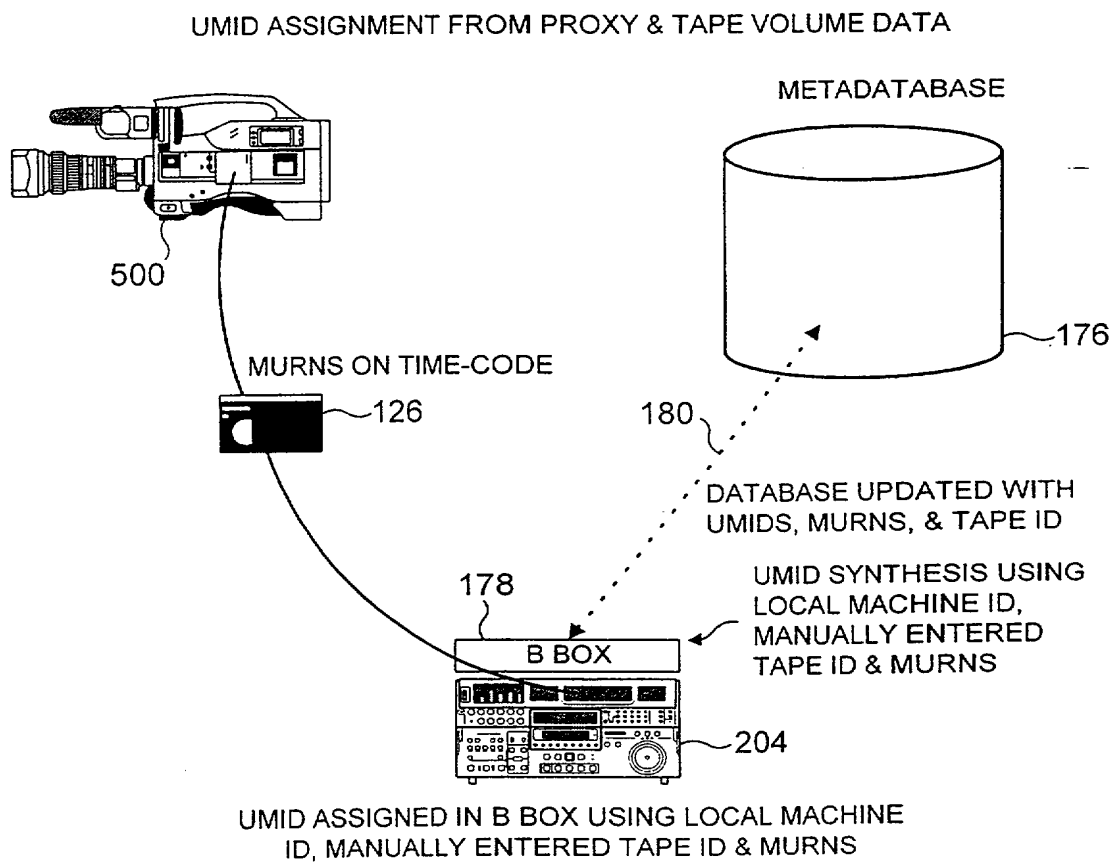 UMID ASSIGNMENT FROM PROXY & TAPE VOLUME DATA
METADATABASE
500
176
MURNS ON TIME-CODE
126
180
DATABASE UPDATED WITH
UMIDS, MURNS, & TAPE ID
178
UMID SYNTHESIS USING
LOCAL MACHINE ID,
MANUALLY ENTERED
TAPE ID & MURNS
B BOX
204
UMID ASSIGNED IN B BOX USING LOCAL MACHINE
ID, MANUALLY ENTERED TAPE ID & MURNS